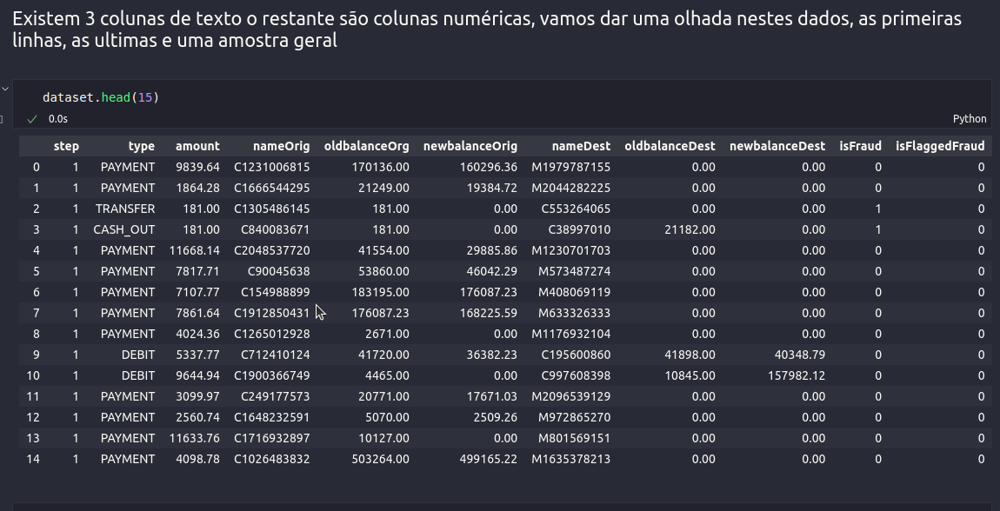 Existem 3 colunas de texto o restante são colunas numéricas, vamos dar uma olhada nestes dados, as primeiras
linhas, as ultimas e uma amostra geral
dataset.head(15)
0.0s
Python
step type amount nameOrig oldbalanceOrg newbalanceOrig nameDest oldbalanceDest newbalanceDest isFraud isFlaggedFraud
0 1 PAYMENT 9839.64 C1231006815 170136.00 160296.36 M1979787155 0.00 0.00 0 0
1 1 PAYMENT 1864.28 C1666544295 21249.00 19384.72 M2044282225 0.00 0.00 0 0
2 1 TRANSFER 181.00 C1305486145 181.00 0.00 C553264065 0.00 0.00 1 0
3 1 CASH_OUT 181.00 C840083671 181.00 0.00 C38997010 21182.00 0.00 1 0
4 1 PAYMENT 11668.14 C2048537720 41554.00 29885.86 M1230701703 0.00 0.00 0 0
5 1 PAYMENT 7817.71 C90045638 53860.00 46042.29 M573487274 0.00 0.00 0 0
6 1 PAYMENT 7107.77 C154988899 183195.00 176087.23 M408069119 0.00 0.00 0 0
7 1 PAYMENT 7861.64 C1912850431 176087.23 168225.59 M633326333 0.00 0.00 0 0
8 1 PAYMENT 4024.36 C1265012928 2671.00 0.00 M1176932104 0.00 0.00 0 0
9 1 DEBIT 5337.77 C712410124 41720.00 36382.23 C195600860 41898.00 40348.79 0 0
10 1 DEBIT 9644.94 C1900366749 4465.00 0.00 C997608398 10845.00 157982.12 0 0
11 1 PAYMENT 3099.97 C249177573 20771.00 17671.03 M2096539129 0.00 0.00 0 0
12 1 PAYMENT 2560.74 C1648232591 5070.00 2509.26 M972865270 0.00 0.00 0 0
13 1 PAYMENT 11633.76 C1716932897 10127.00 0.00 M801569151 0.00 0.00 0 0
14 1 PAYMENT 4098.78 C1026483832 503264.00 499165.22 M1635378213 0.00 0.00 0 0